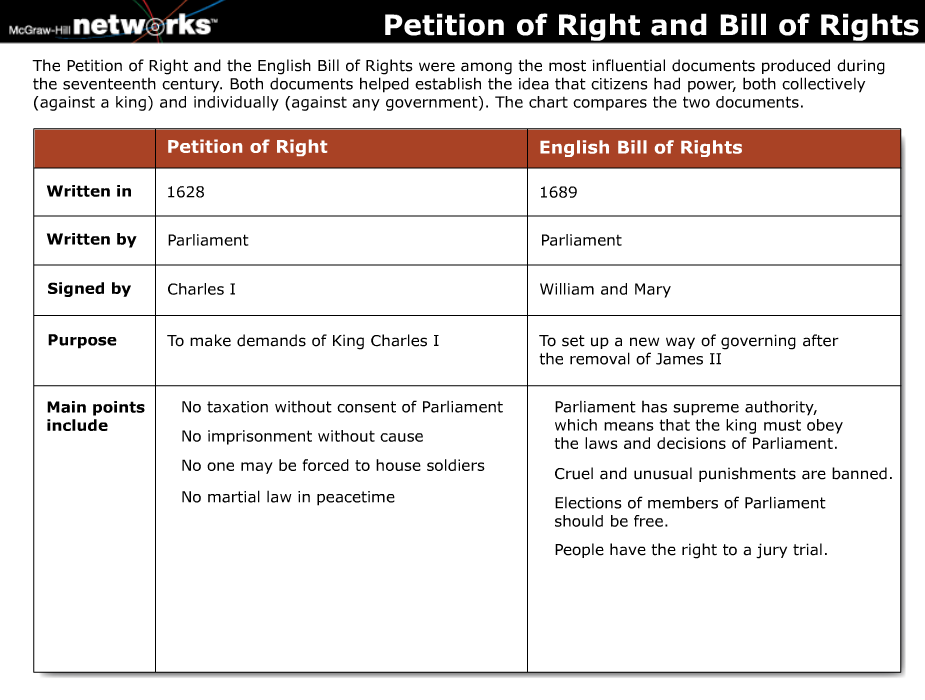 McGraw-Hill networks™
Petition of Right and Bill of Rights
The Petition of Right and the English Bill of Rights were among the most influential documents produced during
the seventeenth century. Both documents helped establish the idea that citizens had power, both collectively
(against a king) and individually (against any government). The chart compares the two documents.
Petition of Right
English Bill of Rights
Written in
1628
1689
Written by
Parliament
Parliament
Signed by
Charles I
William and Mary
Purpose
To make demands of King Charles I
To set up a new way of governing after
the removal of James II
Main points
include
No taxation without consent of Parliament
No imprisonment without cause
No one may be forced to house soldiers
No martial law in peacetime
Parliament has supreme authority,
which means that the king must obey
the laws and decisions of Parliament.
Cruel and unusual punishments are banned.
Elections of members of Parliament
should be free.
People have the right to a jury trial.